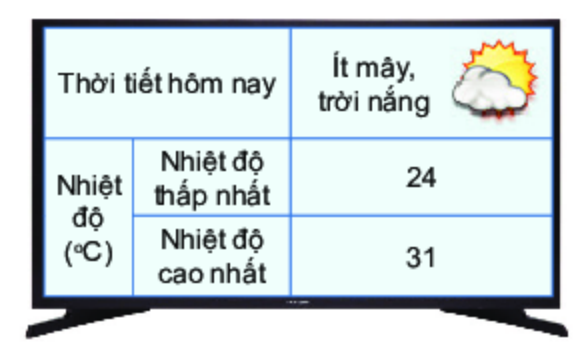 Thời tiết hôm nay
Ít mây,
trời nắng
Nhiệt
độ
(°C)
Nhiệt độ
thấp nhất
24
Nhiệt độ
cao nhất
31